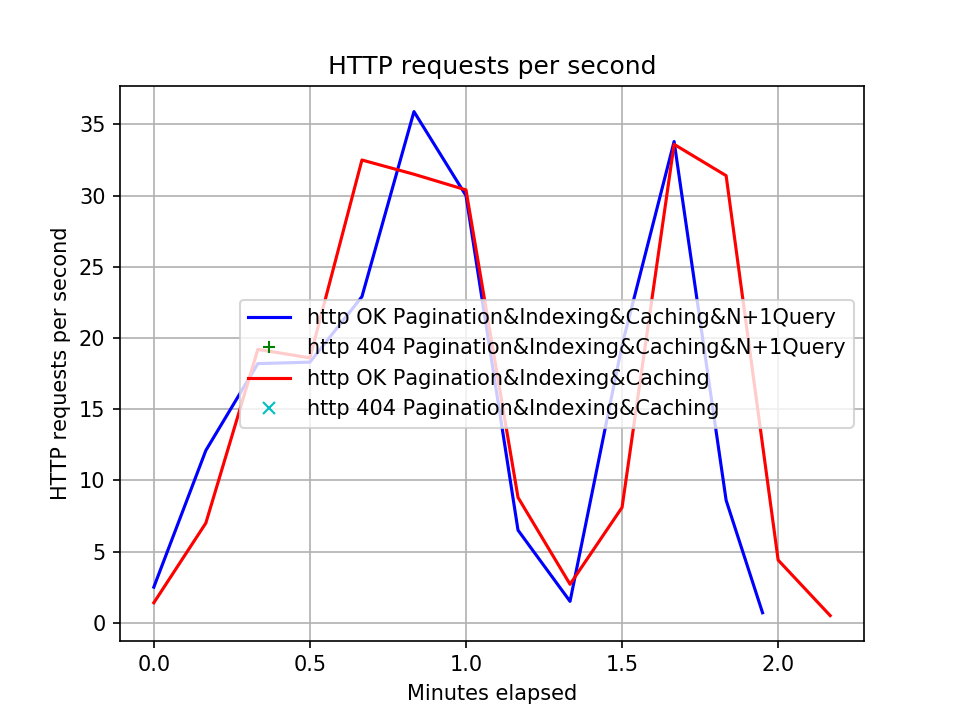 HTTP requests per second
HTTP requests per second
35
30
25
20
15
10
5
0
http OK Pagination&Indexing&Caching&N+1Query
http 404 Pagination&Indexing&Caching&N+1Query
http OK Pagination&Indexing&Caching
http 404 Pagination&Indexing&Caching
0.0 0.5 1.0 1.5 2.0
Minutes elapsed